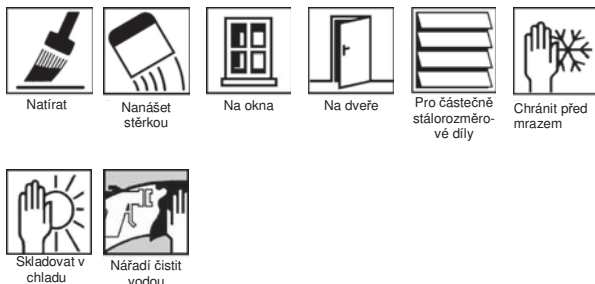 Natírat
Nanášet
stěrkou
Na okna
Na dveře
Pro částečně
stálorozměro-
vé díly
Chránit před
mrazem
Skladovat v
chladu
Nářadí čistit
vodou